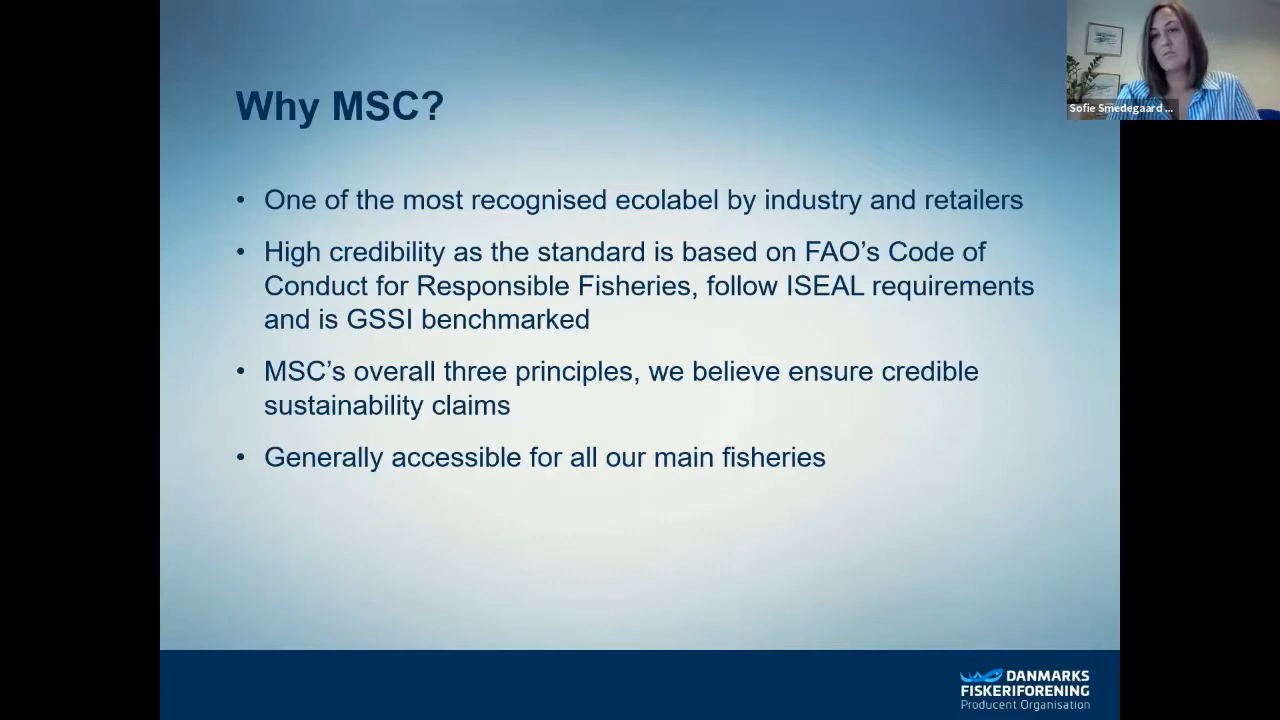 Why MSC?
• One of the most recognised ecolabel by industry and retailers
• High credibility as the standard is based on FAO’s Code of
Conduct for Responsible Fisheries, follow ISEAL requirements
and is GSSI benchmarked
• MSC’s overall three principles, we believe ensure credible
sustainability claims
• Generally accessible for all our main fisheries
Sofie Smedegaard ...
DANMARKS
FISKERIFORENING
Producent Organisation